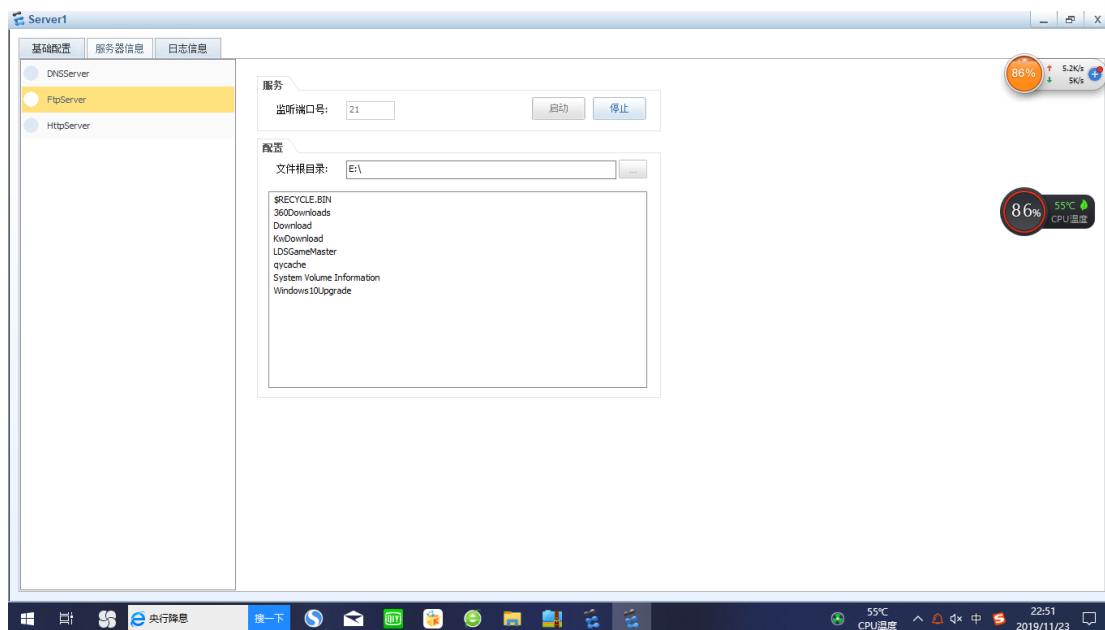 Server1
基础配置 服务器信息 日志信息
DNSServer
FtpServer
HttpServer
服务
监听端口号: 21 启动 停止
配置
文件根目录: E:\ ...
$RECYCLE.BIN
360Downloads
Download
KwDownload
LDSGameMaster
qycache
System Volume Information
Windows10Upgrade
86% 5.2K/s
5K/s
86% 55℃
CPU温度
央行降息 搜一下
QIY
55℃
CPU温度
中
22:51
2019/11/23